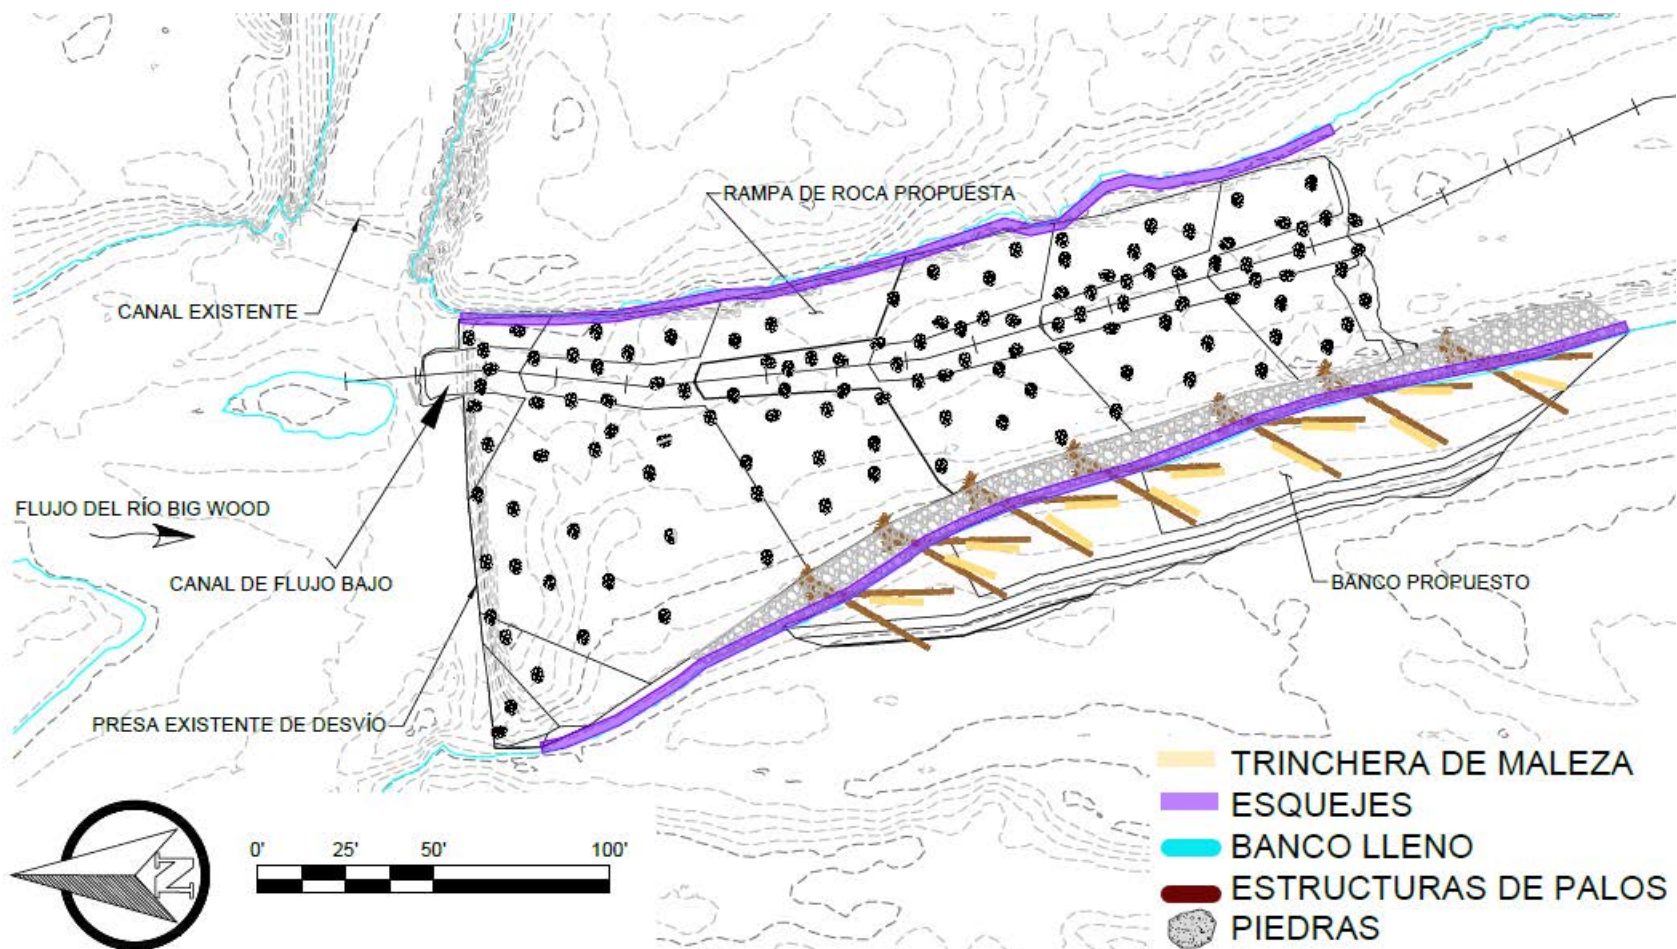 RAMPA DE ROCA PROPUESTA
CANAL EXISTENTE
FLUJO DEL RÍO BIG WOOD
CANAL DE FLUJO BAJO
BANCO PROPUESTO
PRESA EXISTENTE DE DESVÍO
N
0' 25' 50' 100'
TRINCHERA DE MALEZA
ESQUEJES
BANCO LLENO
ESTRUCTURAS DE PALOS
PIEDRAS